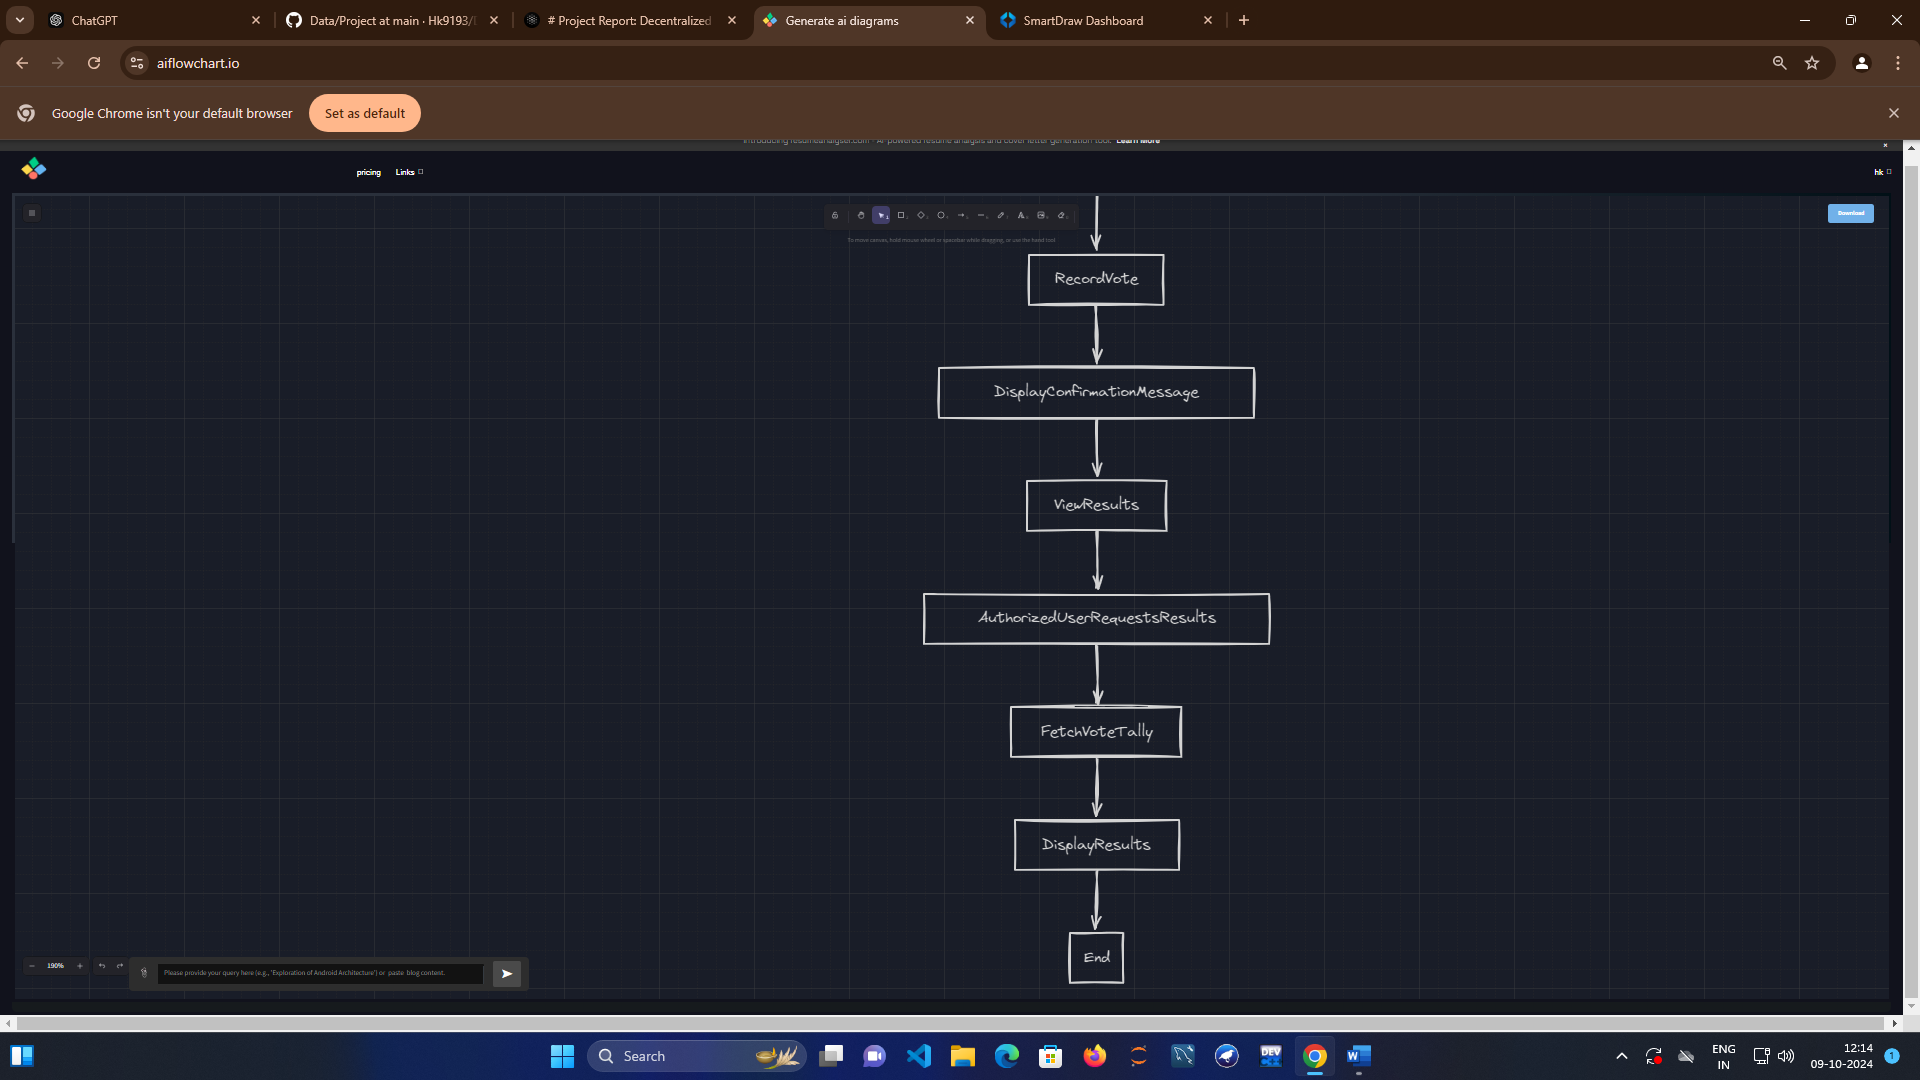 ChatGPT
Data/Project at main · Hk9193/
# Project Report: Decentralized
Generate ai diagrams
SmartDraw Dashboard
aiflowchart.io
Google Chrome isn't your default browser
Set as default
Introducing resumeanalyser.com - AI-powered resume analysis and cover letter generation tool. Learn More
pricing
Links
hk
Download
To move canvas, hold mouse wheel or spacebar while dragging, or use the hand tool
RecordVote
DisplayConfirmationMessage
ViewResults
AuthorizedUserRequestsResults
FetchVoteTally
DisplayResults
End
190%
Please provide your query here (e.g., 'Exploration of Android Architecture') or paste blog content.
Search
DEV
ENG
IN
12:14
09-10-2024
1